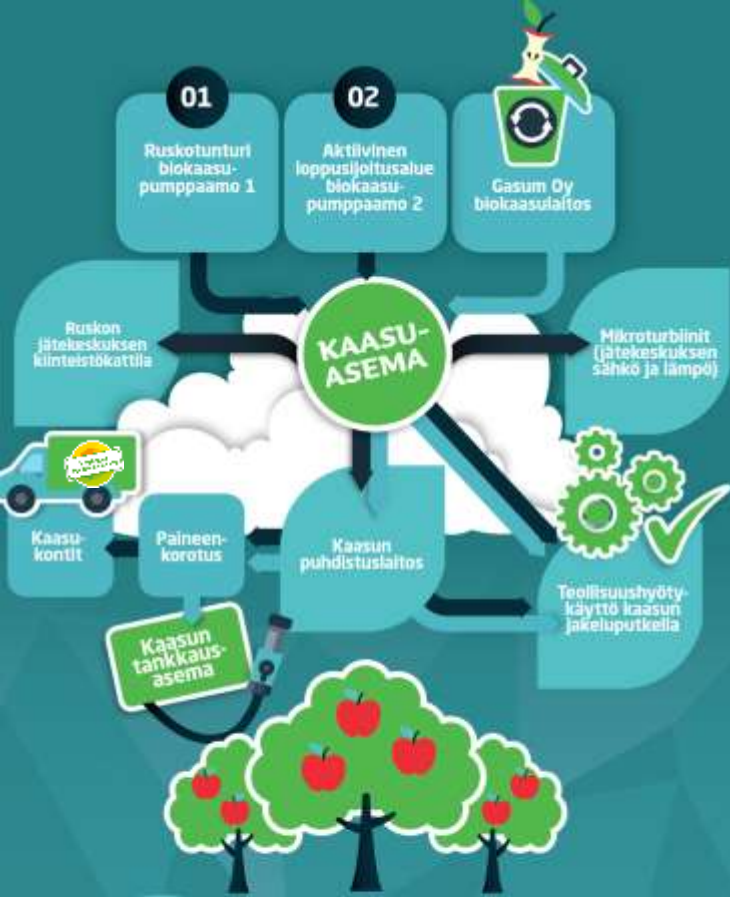 01
Ruskotunturi
biokaasu-
pumppaamo 1
02
Aktiivinen
loppusijoitusalue
biokaasu-
pumppaamo 2
Gasum Oy
biokaasulaitos
KAASU-
ASEMA
Ruskon
jätekeskuksen
kiinteistökattila
Mikroturbiinit
(jätekeskuksen
sähkö ja lämpö)
Kaasu-
kontit
Paineen-
korotus
Kaasun
puhdistuslaitos
Teollisuushyöty-
käyttö kaasun
jakeluputkella
Kaasun
tankkaus-
asema